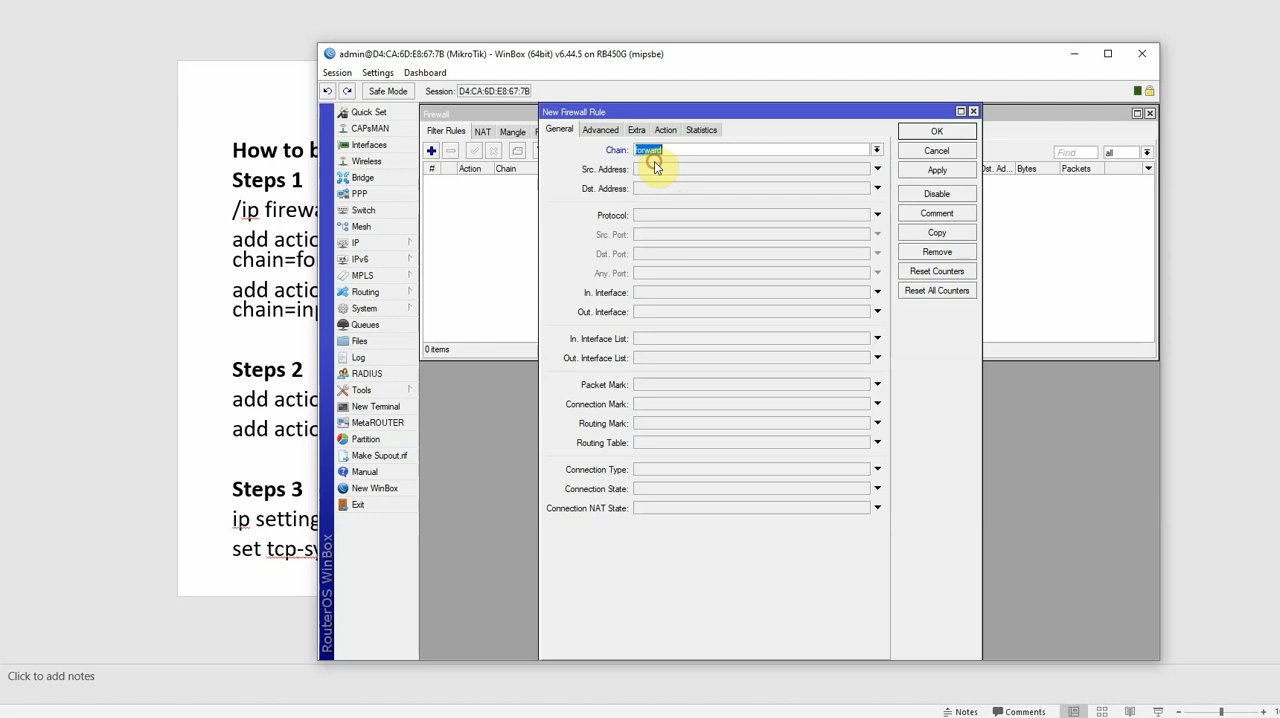 admin@D4:CA:6D:E8:67:7B (MikroTik) - WinBox (64bit) v6.44.5 on RB450G (mipsbe)
Session Settings Dashboard
Safe Mode Session: D4:CA:6D:E8:67:7B
How to b
Steps 1
/ip firewa
add actio
chain=fo
add actio
chain=inp
Steps 2
add actio
add actio
Steps 3
ip setting
set tcp-sy
RouterOS WinBox
Quick Set
CAPsMAN
Interfaces
Wireless
Bridge
PPP
Switch
Mesh
IP
IPv6
MPLS
Routing
System
Queues
Files
Log
RADIUS
Tools
New Terminal
MetaROUTER
Partition
Make Supout.rif
Manual
New WinBox
Exit
Firewall
Filter Rules NAT Mangle
# Action Chain
0 items
Find all
Dst. Ad... Bytes Packets
New Firewall Rule
General Advanced Extra Action Statistics
Chain: forward
Src. Address:
Dst. Address:
Protocol:
Src. Port:
Dst. Port:
Any. Port:
In. Interface:
Out. Interface:
In. Interface List:
Out. Interface List:
Packet Mark:
Connection Mark:
Routing Mark:
Routing Table:
Connection Type:
Connection State:
Connection NAT State:
OK
Cancel
Apply
Disable
Comment
Copy
Remove
Reset Counters
Reset All Counters
Click to add notes
Notes Comments